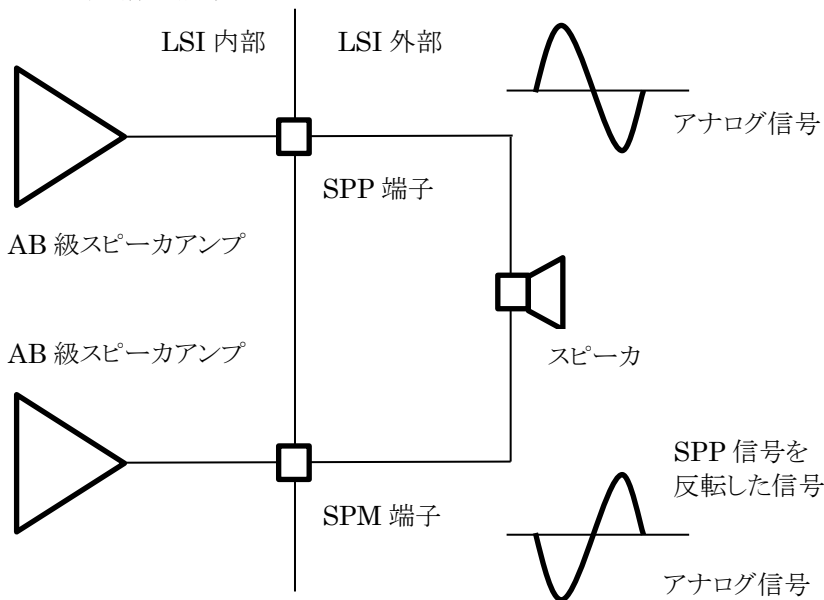 LSI 内部
LSI 外部
アナログ信号
SPP 端子
AB 級スピーカアンプ
AB 級スピーカアンプ
スピーカ
SPP 信号を
反転した信号
SPM 端子
アナログ信号